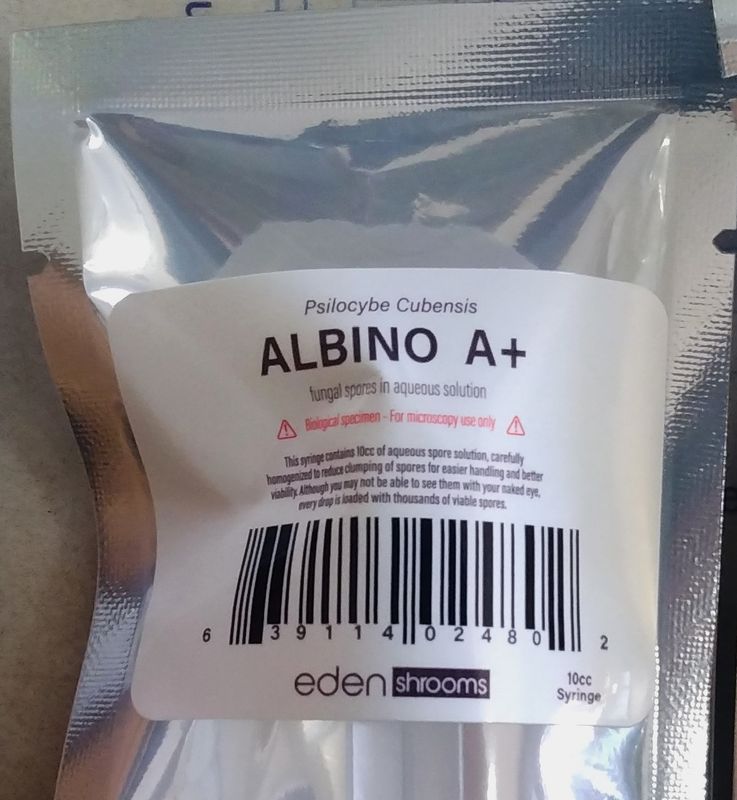 Psilocybe Cubensis
ALBINO A+
fungal spores in aqueous solution
Biological specimen - For microscopy use only
This syringe contains 10cc of aqueous spore solution, carefully
homogenized to reduce clumping of spores for easier handling and better
viability. Although you may not be able to see them with your naked eye,
every drop is loaded with thousands of viable spores.
6 39114 02480 2
eden shrooms
10cc
Syringe